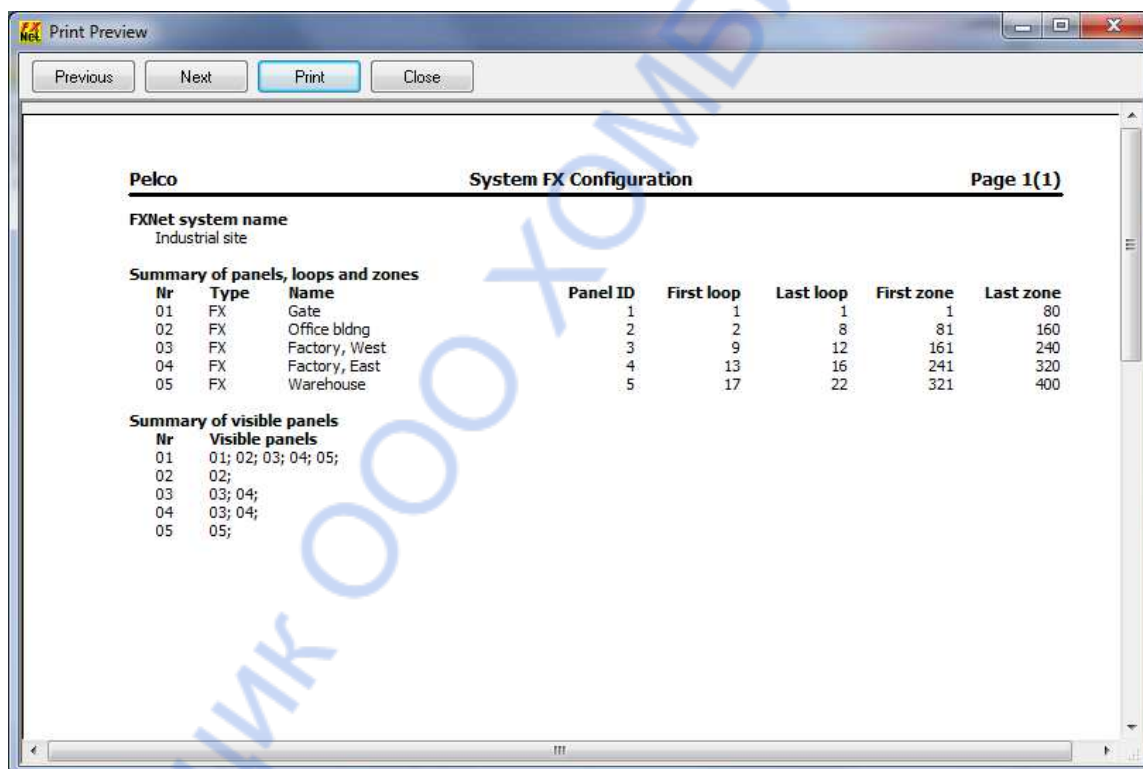 FX Net Print Preview
Previous Next Print Close
Pelco System FX Configuration Page 1(1)
FXNet system name
Industrial site
Summary of panels, loops and zones
Nr Type Name Panel ID First loop Last loop First zone Last zone
01 FX Gate 1 1 1 1 80
02 FX Office bldng 2 2 8 81 160
03 FX Factory, West 3 9 12 161 240
04 FX Factory, East 4 13 16 241 320
05 FX Warehouse 5 17 22 321 400
Summary of visible panels
Nr Visible panels
01 01; 02; 03; 04; 05;
02 02;
03 03; 04;
04 03; 04;
05 05;
ООО ХОМ